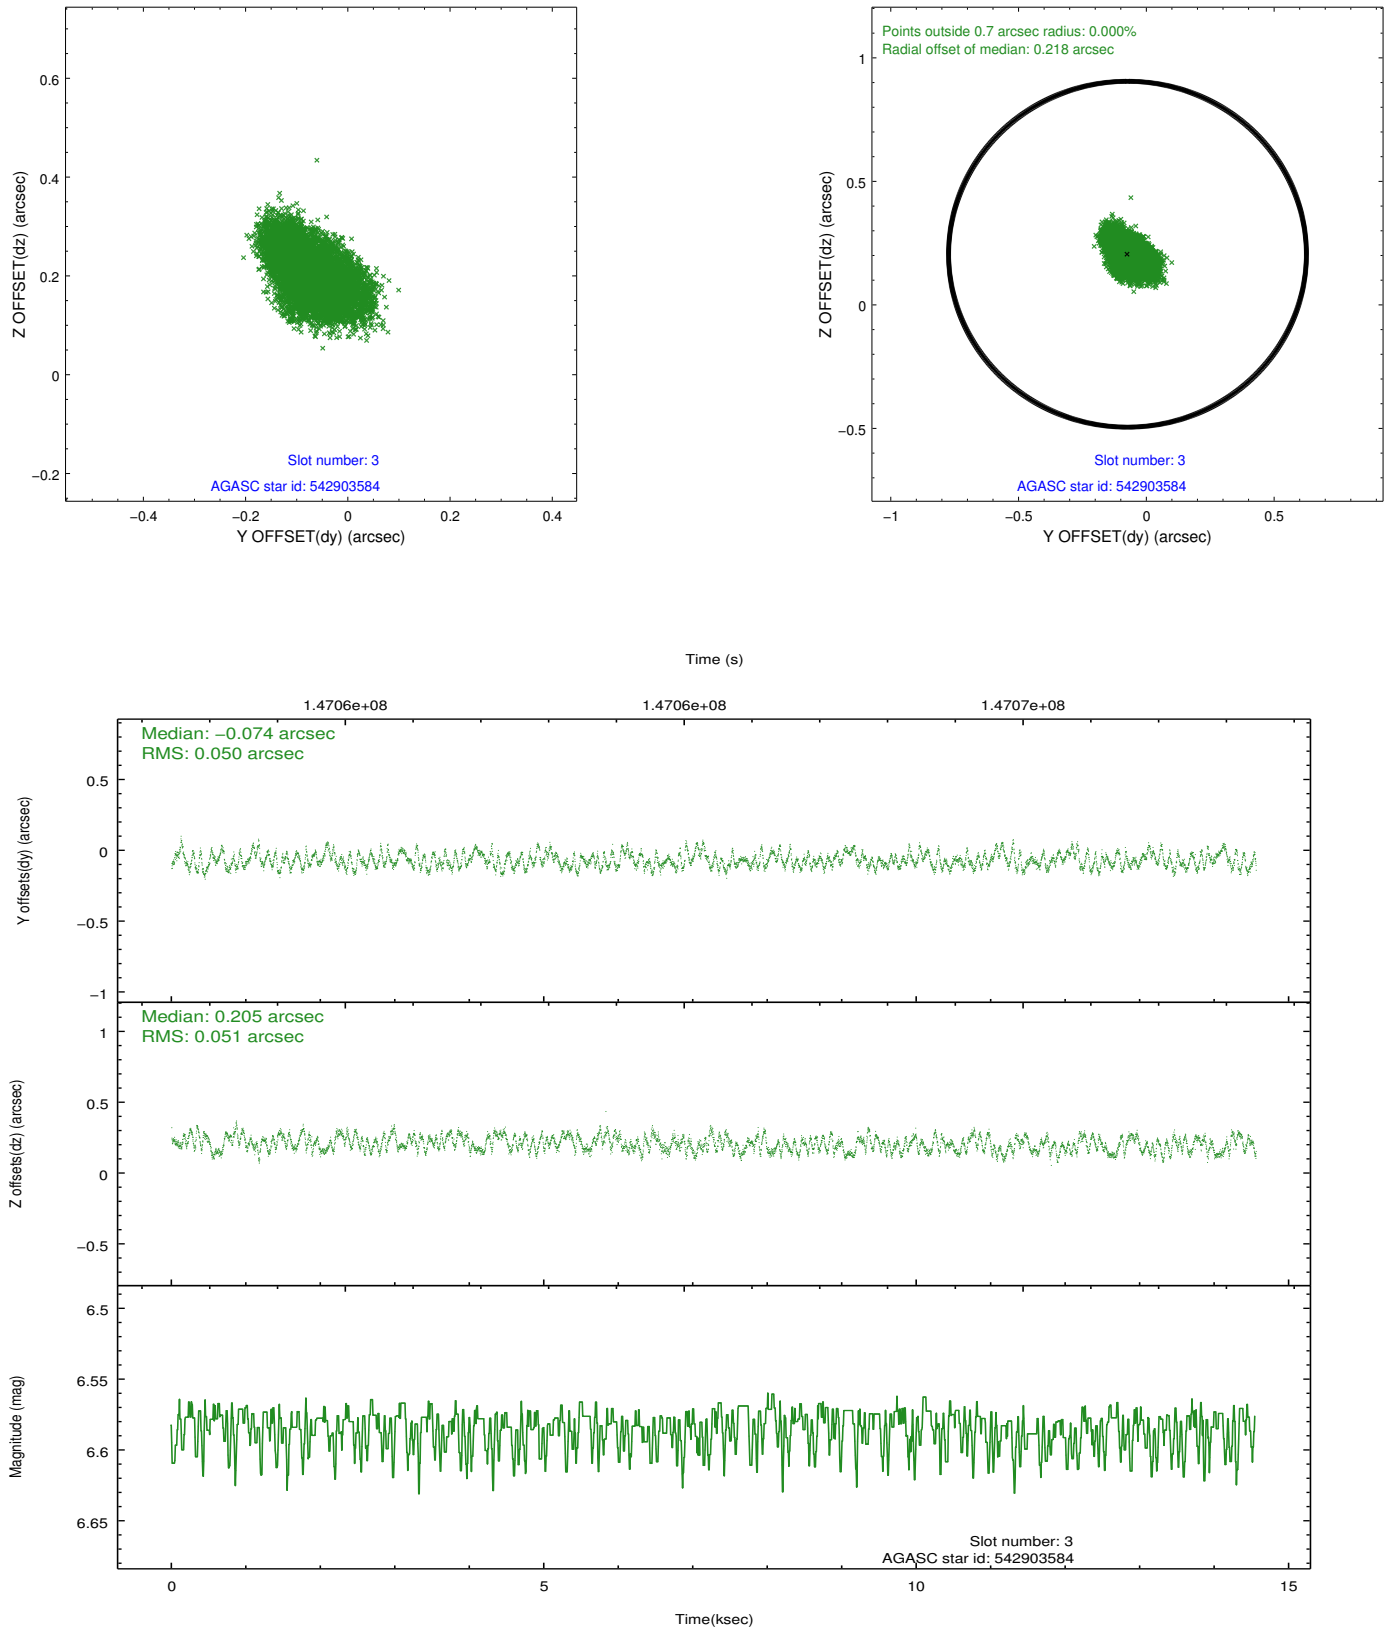 0.6
0.4
0.2
0
−0.2
Z OFFSET(dz) (arcsec)
Slot number: 3
AGASC star id: 542903584
−0.4 −0.2 0 0.2 0.4
Y OFFSET(dy) (arcsec)
Points outside 0.7 arcsec radius: 0.000%
Radial offset of median: 0.218 arcsec
1
0.5
0
−0.5
Z OFFSET(dz) (arcsec)
Slot number: 3
AGASC star id: 542903584
−1 −0.5 0 0.5
Y OFFSET(dy) (arcsec)
Time (s)
1.4706e+08 1.4706e+08 1.4707e+08
Median: −0.074 arcsec
RMS: 0.050 arcsec
0.5
0
−0.5
−1
Y offsets(dy) (arcsec)
Median: 0.205 arcsec
RMS: 0.051 arcsec
1
0.5
0
−0.5
Z offsets(dz) (arcsec)
6.5
6.55
6.6
6.65
Magnitude (mag)
Slot number: 3
AGASC star id: 542903584
0 5 10 15
Time(ksec)